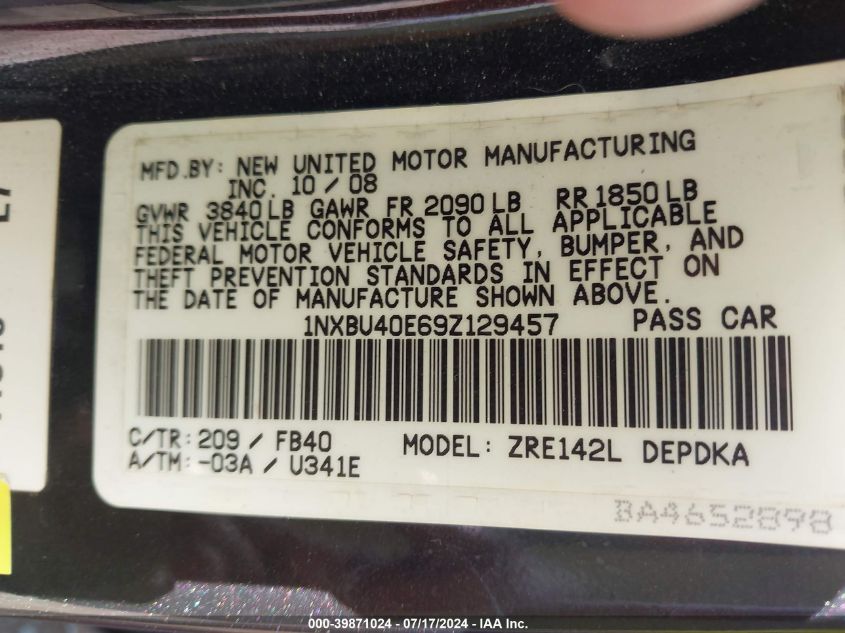 MFD.BY: NEW UNITED MOTOR MANUFACTURING
INC. 10 / 08
GVWR 3840 LB GAWR FR 2090 LB RR 1850 LB
THIS VEHICLE CONFORMS TO ALL APPLICABLE
FEDERAL MOTOR VEHICLE SAFETY, BUMPER, AND
THEFT PREVENTION STANDARDS IN EFFECT ON
THE DATE OF MANUFACTURE SHOWN ABOVE.
1NXBU40E69Z129457 PASS CAR
C/TR: 209 / FB40 MODEL: ZRE142L DEPDKA
A/TM: -03A / U341E
BA4652898
000-39871024 - 07/17/2024 - IAA Inc.